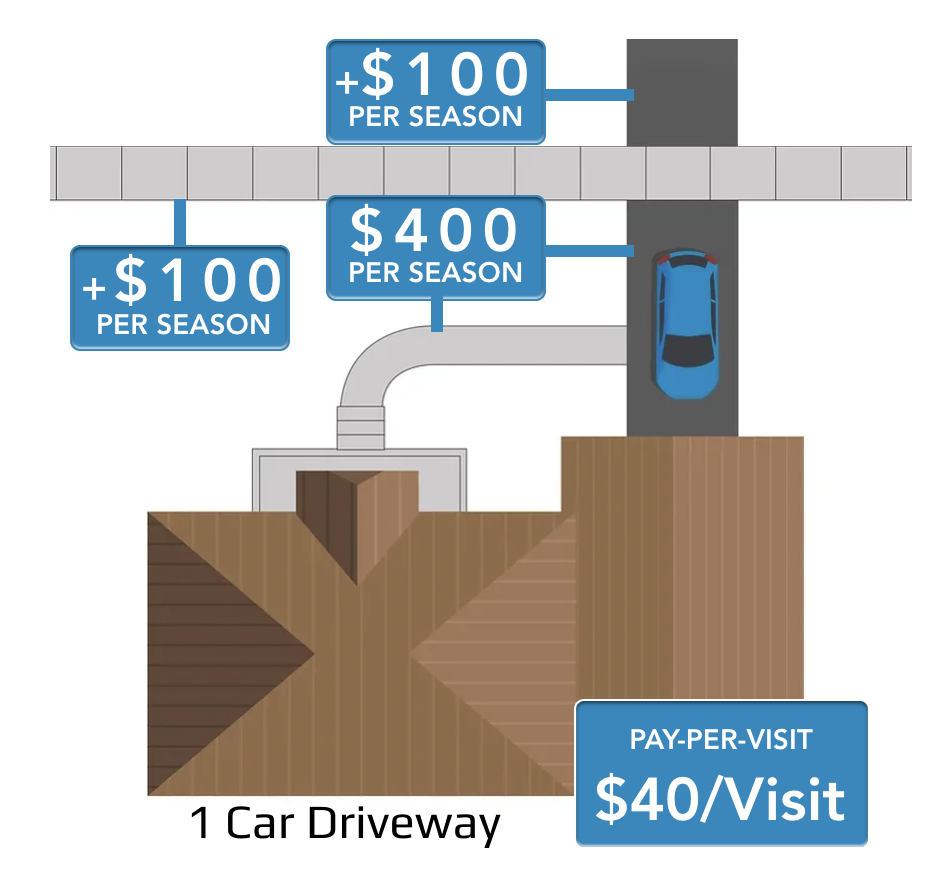 +$100
PER SEASON
$400
PER SEASON
+$100
PER SEASON
PAY-PER-VISIT
$40/Visit
1 Car Driveway